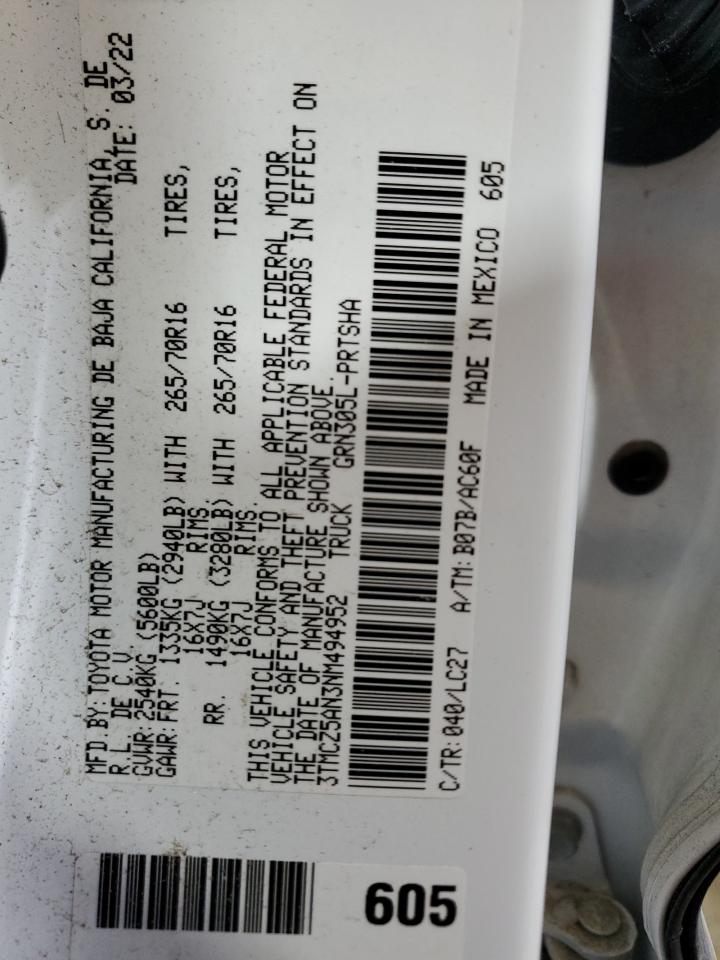 MFD.BY:TOYOTA MOTOR MANUFACTURING DE BAJA CALIFORNIA, S. DE
R.L. DE C.V. DATE: 03/22
GVWR:2540KG (5600LB)
GAWR:FRT. 1335KG (2940LB) WITH 265/70R16 TIRES,
16X7J RIMS.
RR. 1490KG (3280LB) WITH 265/70R16 TIRES,
16X7J RIMS.
THIS VEHICLE CONFORMS TO ALL APPLICABLE FEDERAL MOTOR
VEHICLE SAFETY AND THEFT PREVENTION STANDARDS IN EFFECT ON
THE DATE OF MANUFACTURE SHOWN ABOVE.
3TMCZ5AN3NM494952 TRUCK GRN305L-PRTSHA
C/TR:040/LC27 A/TM:B07B/AC60F MADE IN MEXICO 605
605